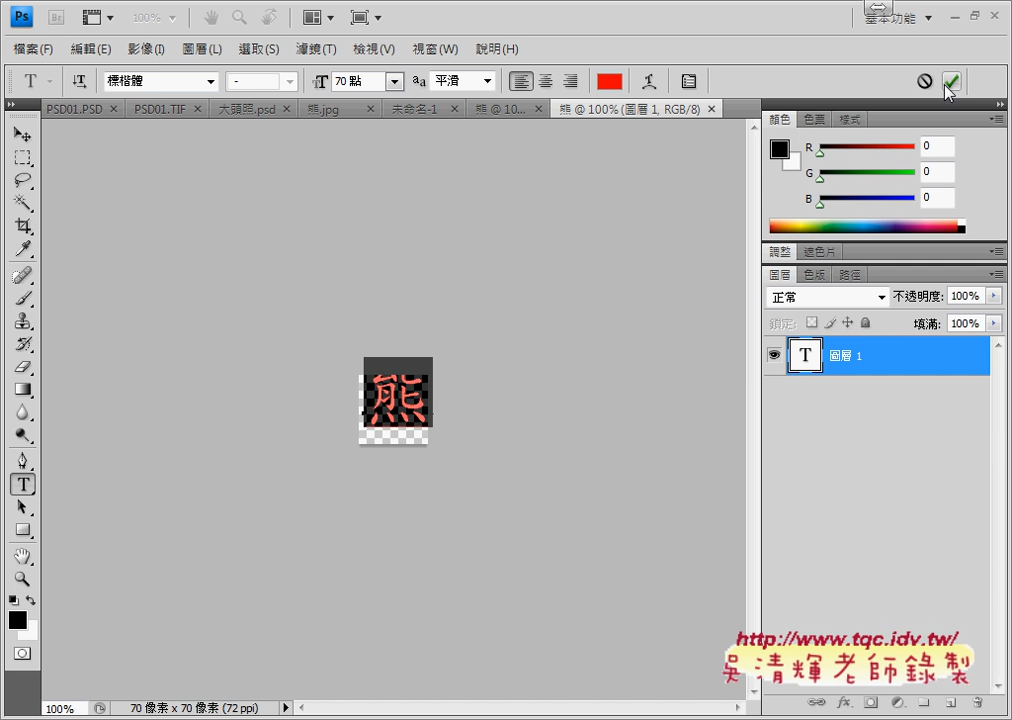 Ps Br 100% 基本功能
檔案(F) 編輯(E) 影像(I) 圖層(L) 選取(S) 濾鏡(T) 檢視(V) 視窗(W) 說明(H)
T 標楷體 - T 70 點 aa 平滑
PSD01.PSD PSD01.TIF 大頭照.psd 熊.jpg 未命名-1 熊 @ 10... 熊 @ 100% (圖層 1, RGB/8)
顏色 色票 樣式
R 0
G 0
B 0
調整 遮色片
圖層 色版 路徑
正常 不透明度: 100%
鎖定: 填滿: 100%
T 圖層 1
熊
T
http://www.tqc.idv.tw/
吳清輝老師錄製
100% 70 像素 x 70 像素 (72 ppi)
fx